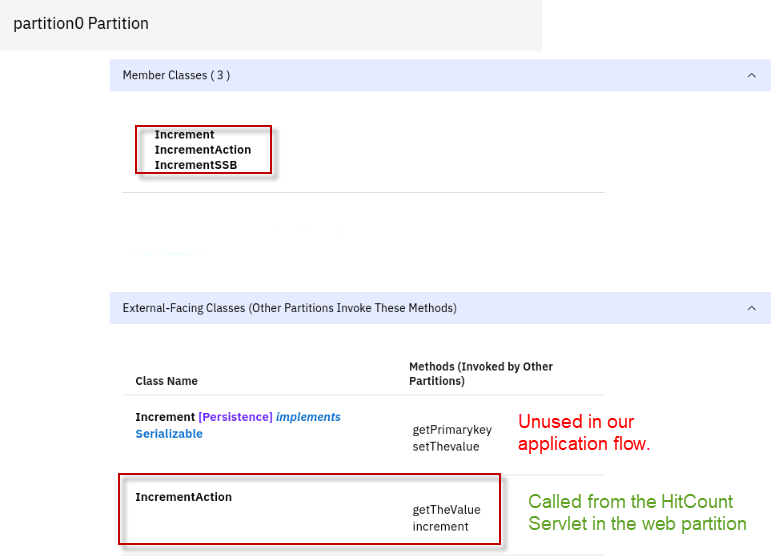 partition0 Partition
Member Classes ( 3 )
Increment
IncrementAction
IncrementSSB
External-Facing Classes (Other Partitions Invoke These Methods)
Class Name
Methods (Invoked by Other
Partitions)
Increment [Persistence] implements
Serializable
getPrimarykey
setThevalue
Unused in our
application flow.
IncrementAction
getTheValue
increment
Called from the HitCount
Servlet in the web partition